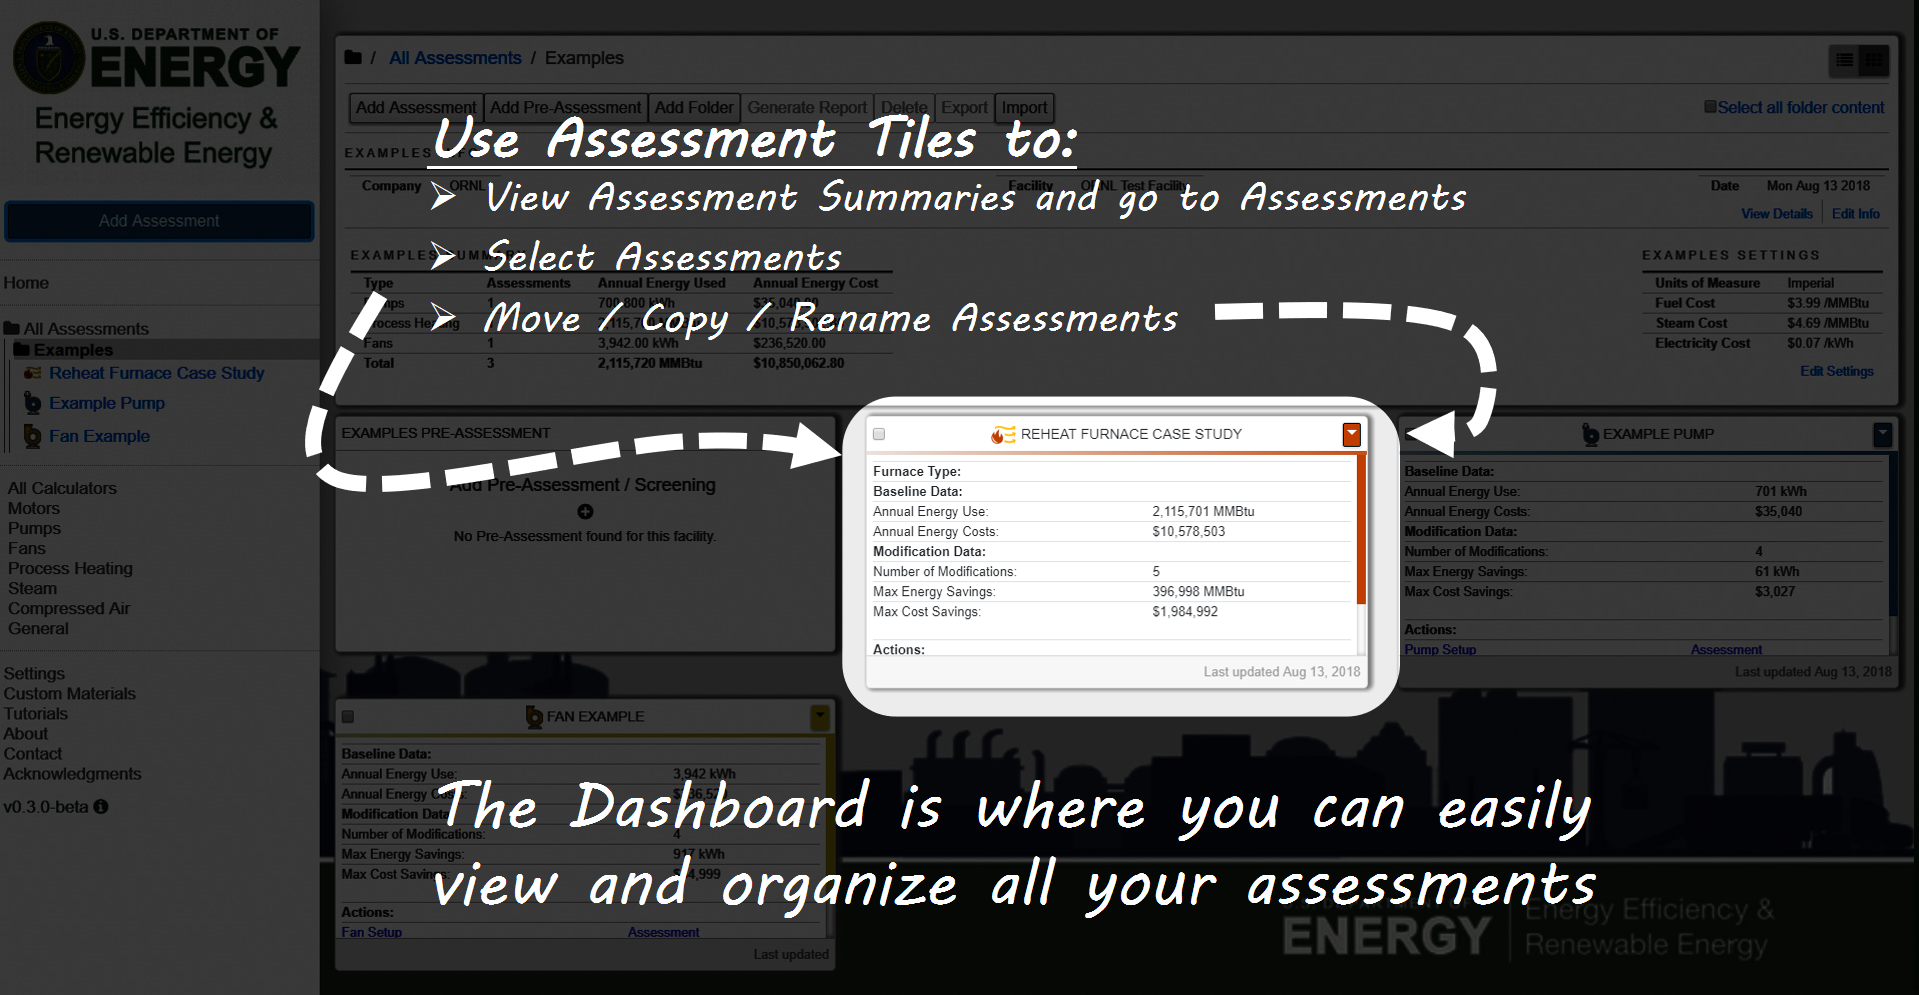 U.S. DEPARTMENT OF
ENERGY
Energy Efficiency &
Renewable Energy
Add Assessment
Home
All Assessments
Examples
Reheat Furnace Case Study
Example Pump
Fan Example
All Calculators
Motors
Pumps
Fans
Process Heating
Steam
Compressed Air
General
Settings
Custom Materials
Tutorials
About
Contact
Acknowledgments
v0.3.0-beta
/ All Assessments / Examples
Add Assessment Add Pre-Assessment Add Folder Generate Report Delete Export Import
Select all folder content
Use Assessment Tiles to:
➢ View Assessment Summaries and go to Assessments
➢ Select Assessments
➢ Move / Copy / Rename Assessments
EXAMPLES
Company ORNL
Facility ORNL Test Facility
Date Mon Aug 13 2018
View Details Edit Info
EXAMPLES SUMMARY
Type Assessments Annual Energy Used Annual Energy Cost
Pumps 1 700,800 kWh $35,040.00
Process Heating
Fans 1 3,942.00 kWh $236,520.00
Total 3 2,115,720 MMBtu $10,850,062.80
EXAMPLES SETTINGS
Units of Measure Imperial
Fuel Cost $3.99 /MMBtu
Steam Cost $4.69 /MMBtu
Electricity Cost $0.07 /kWh
Edit Settings
EXAMPLES PRE-ASSESSMENT
Add Pre-Assessment / Screening
No Pre-Assessment found for this facility.
REHEAT FURNACE CASE STUDY
Furnace Type:
Baseline Data:
Annual Energy Use: 2,115,701 MMBtu
Annual Energy Costs: $10,578,503
Modification Data:
Number of Modifications: 5
Max Energy Savings: 396,998 MMBtu
Max Cost Savings: $1,984,992
Actions:
Last updated Aug 13, 2018
EXAMPLE PUMP
Baseline Data:
Annual Energy Use: 701 kWh
Annual Energy Costs: $35,040
Modification Data:
Number of Modifications: 4
Max Energy Savings: 61 kWh
Max Cost Savings: $3,027
Actions:
Pump Setup Assessment
Last updated Aug 13, 2018
FAN EXAMPLE
Baseline Data:
Annual Energy Use: 3,942 kWh
Annual Energy Costs:
Modification Data:
Number of Modifications: 4
Max Energy Savings: 917 kWh
Max Cost Savings:
Actions:
Fan Setup Assessment
Last updated
The Dashboard is where you can easily
view and organize all your assessments
ENERGY
Energy Efficiency &
Renewable Energy